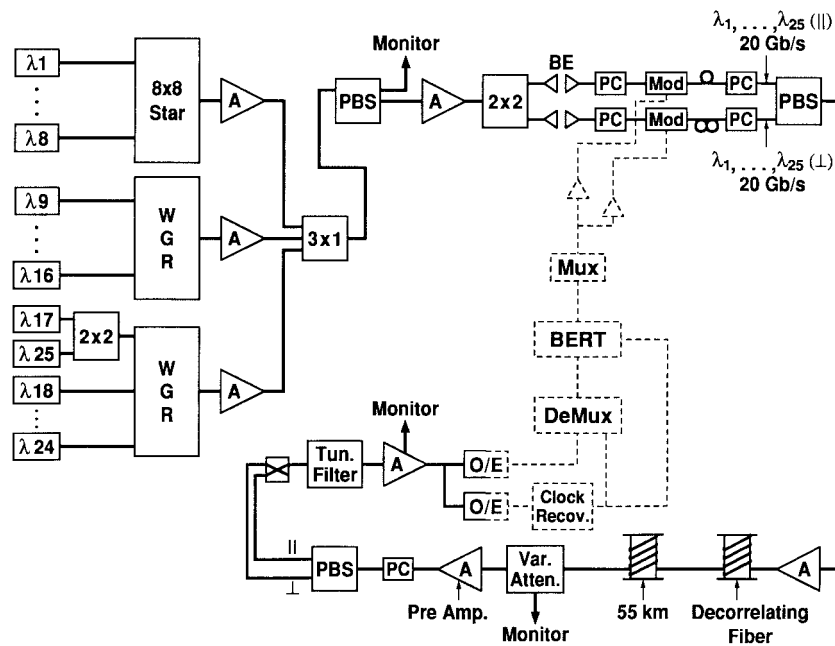 λ1
⋮
λ8
8x8
Star
A
λ9
⋮
λ16
W
G
R
A
λ17
λ25
2x2
λ18
⋮
λ24
W
G
R
A
3x1
PBS
Monitor
A
2x2
BE
PC
Mod
PC
PC
Mod
PC
λ1, . . . ,λ25 (||)
20 Gb/s
PBS
λ1, . . . ,λ25 (⊥)
20 Gb/s
Mux
BERT
DeMux
Monitor
Tun.
Filter
A
O/E
O/E
Clock
Recov.
||
⊥
PBS
PC
A
Pre Amp.
Var.
Atten.
Monitor
55 km
Decorrelating
Fiber
A